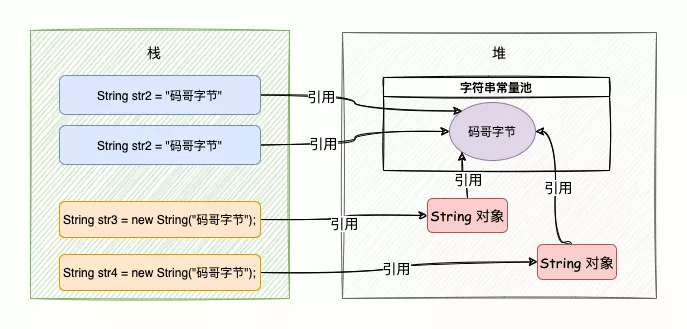 栈
堆
String str2 = "码哥字节"
引用
字符串常量池
码哥字节
String str2 = "码哥字节"
引用
引用
引用
String str3 = new String("码哥字节");
引用
String 对象
String str4 = new String("码哥字节");
引用
String 对象